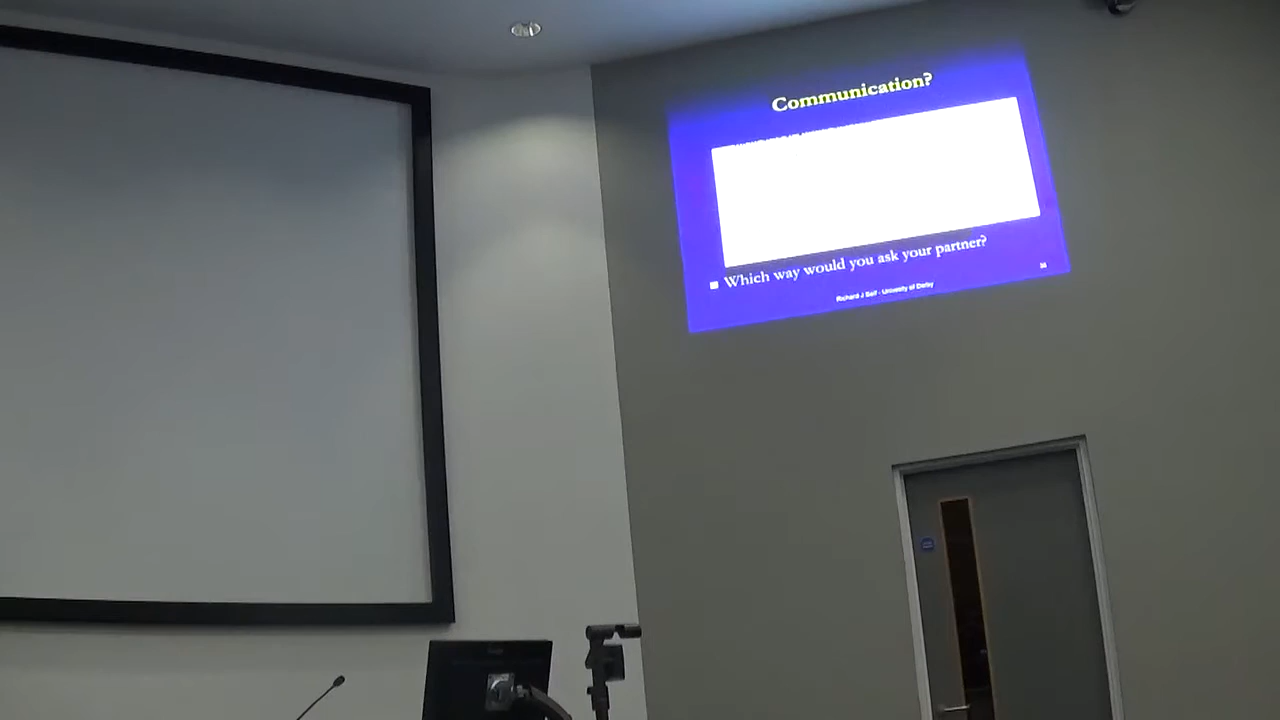 Communication?
Which way would you ask your partner?
Richard J Self - University of Derby